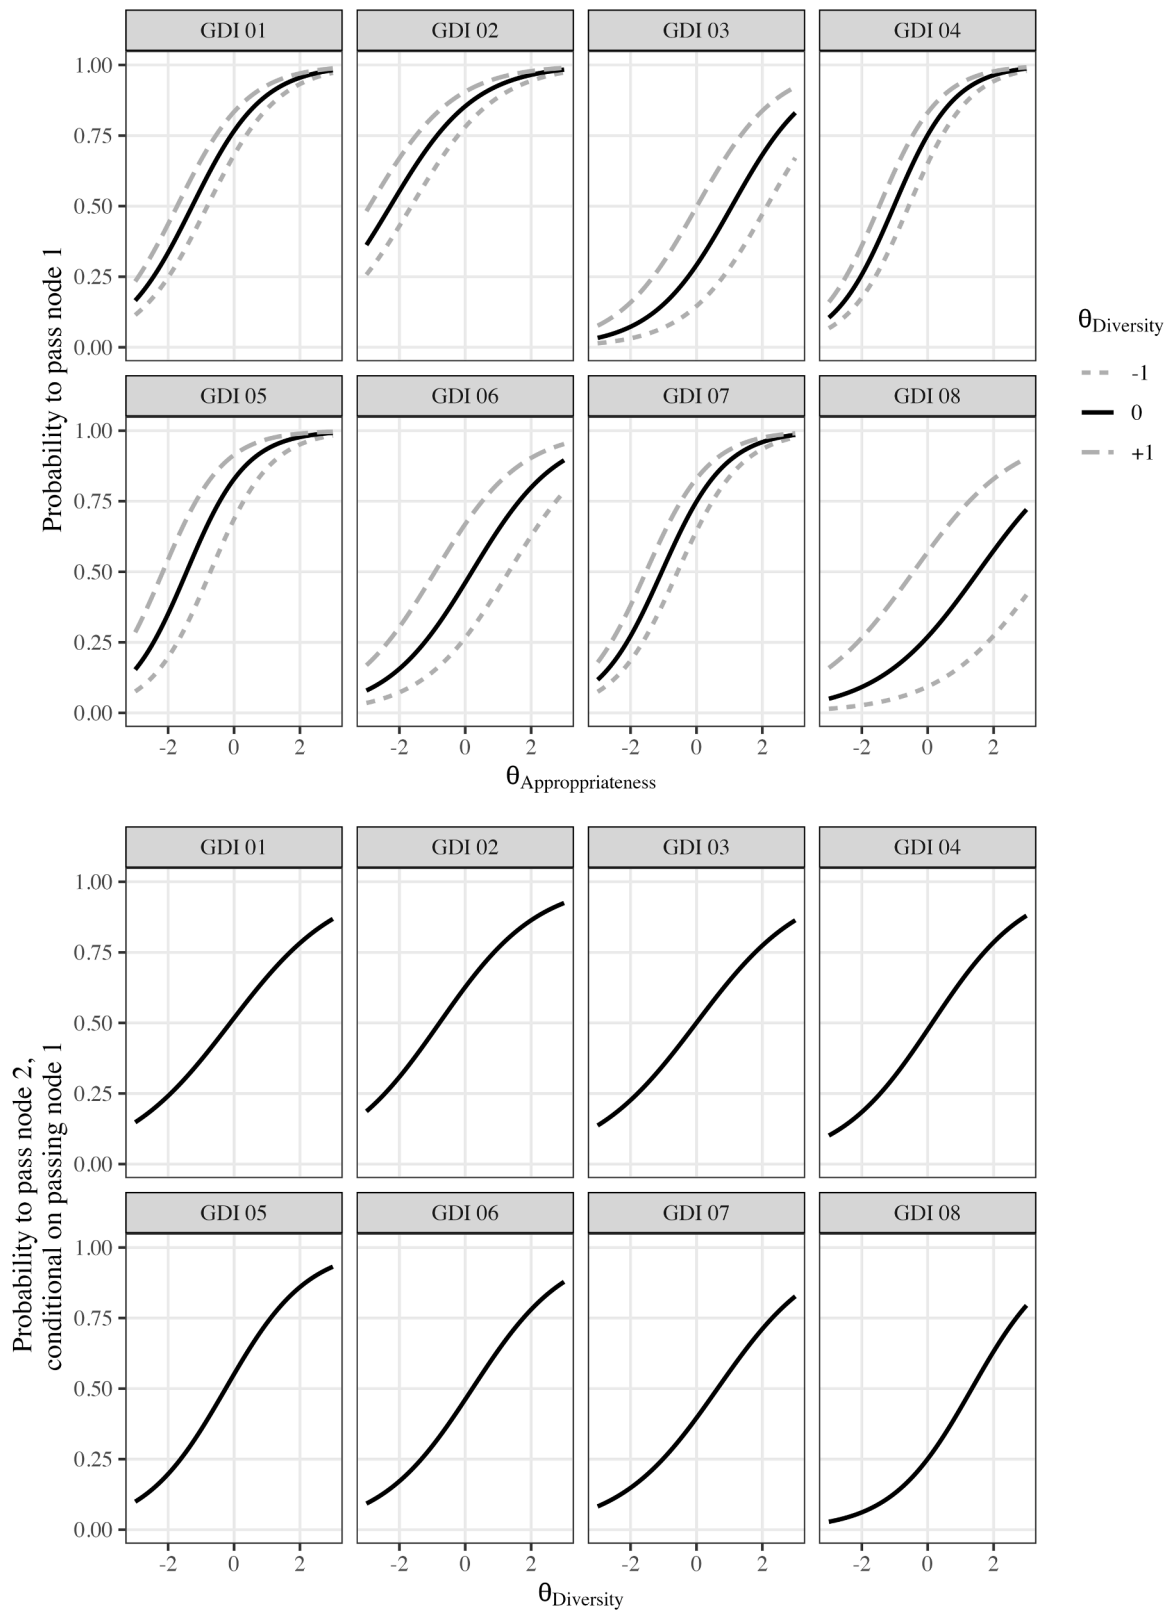 GDI 01 GDI 02 GDI 03 GDI 04
1.00
0.75
0.50
0.25
0.00
GDI 05 GDI 06 GDI 07 GDI 08
1.00
0.75
0.50
0.25
0.00
-2 0 2 -2 0 2 -2 0 2 -2 0 2
θApproppriateness
Probability to pass node 1
θDiversity
-1
0
+1
GDI 01 GDI 02 GDI 03 GDI 04
1.00
0.75
0.50
0.25
0.00
GDI 05 GDI 06 GDI 07 GDI 08
1.00
0.75
0.50
0.25
0.00
-2 0 2 -2 0 2 -2 0 2 -2 0 2
θDiversity
Probability to pass node 2,
conditional on passing node 1